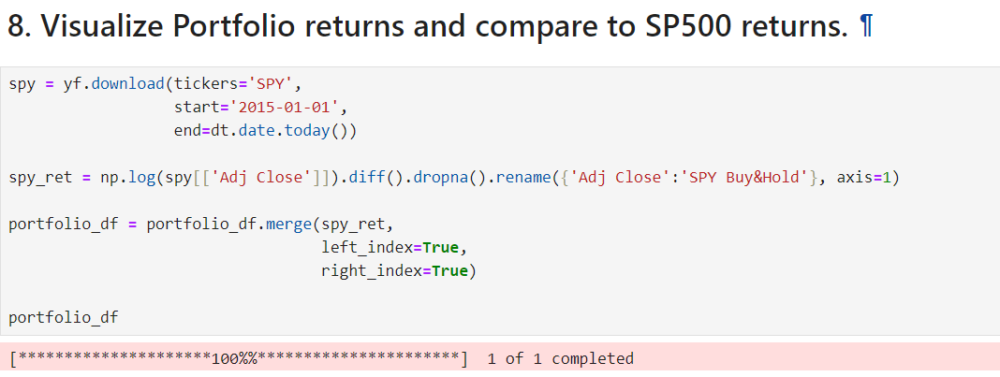 8. Visualize Portfolio returns and compare to SP500 returns. ¶
spy = yf.download(tickers='SPY',
start='2015-01-01',
end=dt.date.today())
spy_ret = np.log(spy[['Adj Close']]).diff().dropna().rename({'Adj Close':'SPY Buy&Hold'}, axis=1)
portfolio_df = portfolio_df.merge(spy_ret,
left_index=True,
right_index=True)
portfolio_df
[*********************100%%**********************]  1 of 1 completed